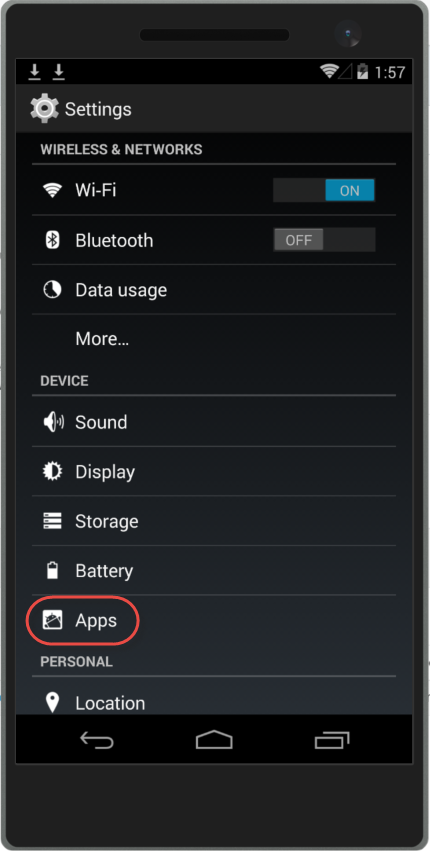 1:57
Settings
WIRELESS & NETWORKS
Wi-Fi
ON
Bluetooth
OFF
Data usage
More...
DEVICE
Sound
Display
Storage
Battery
Apps
PERSONAL
Location